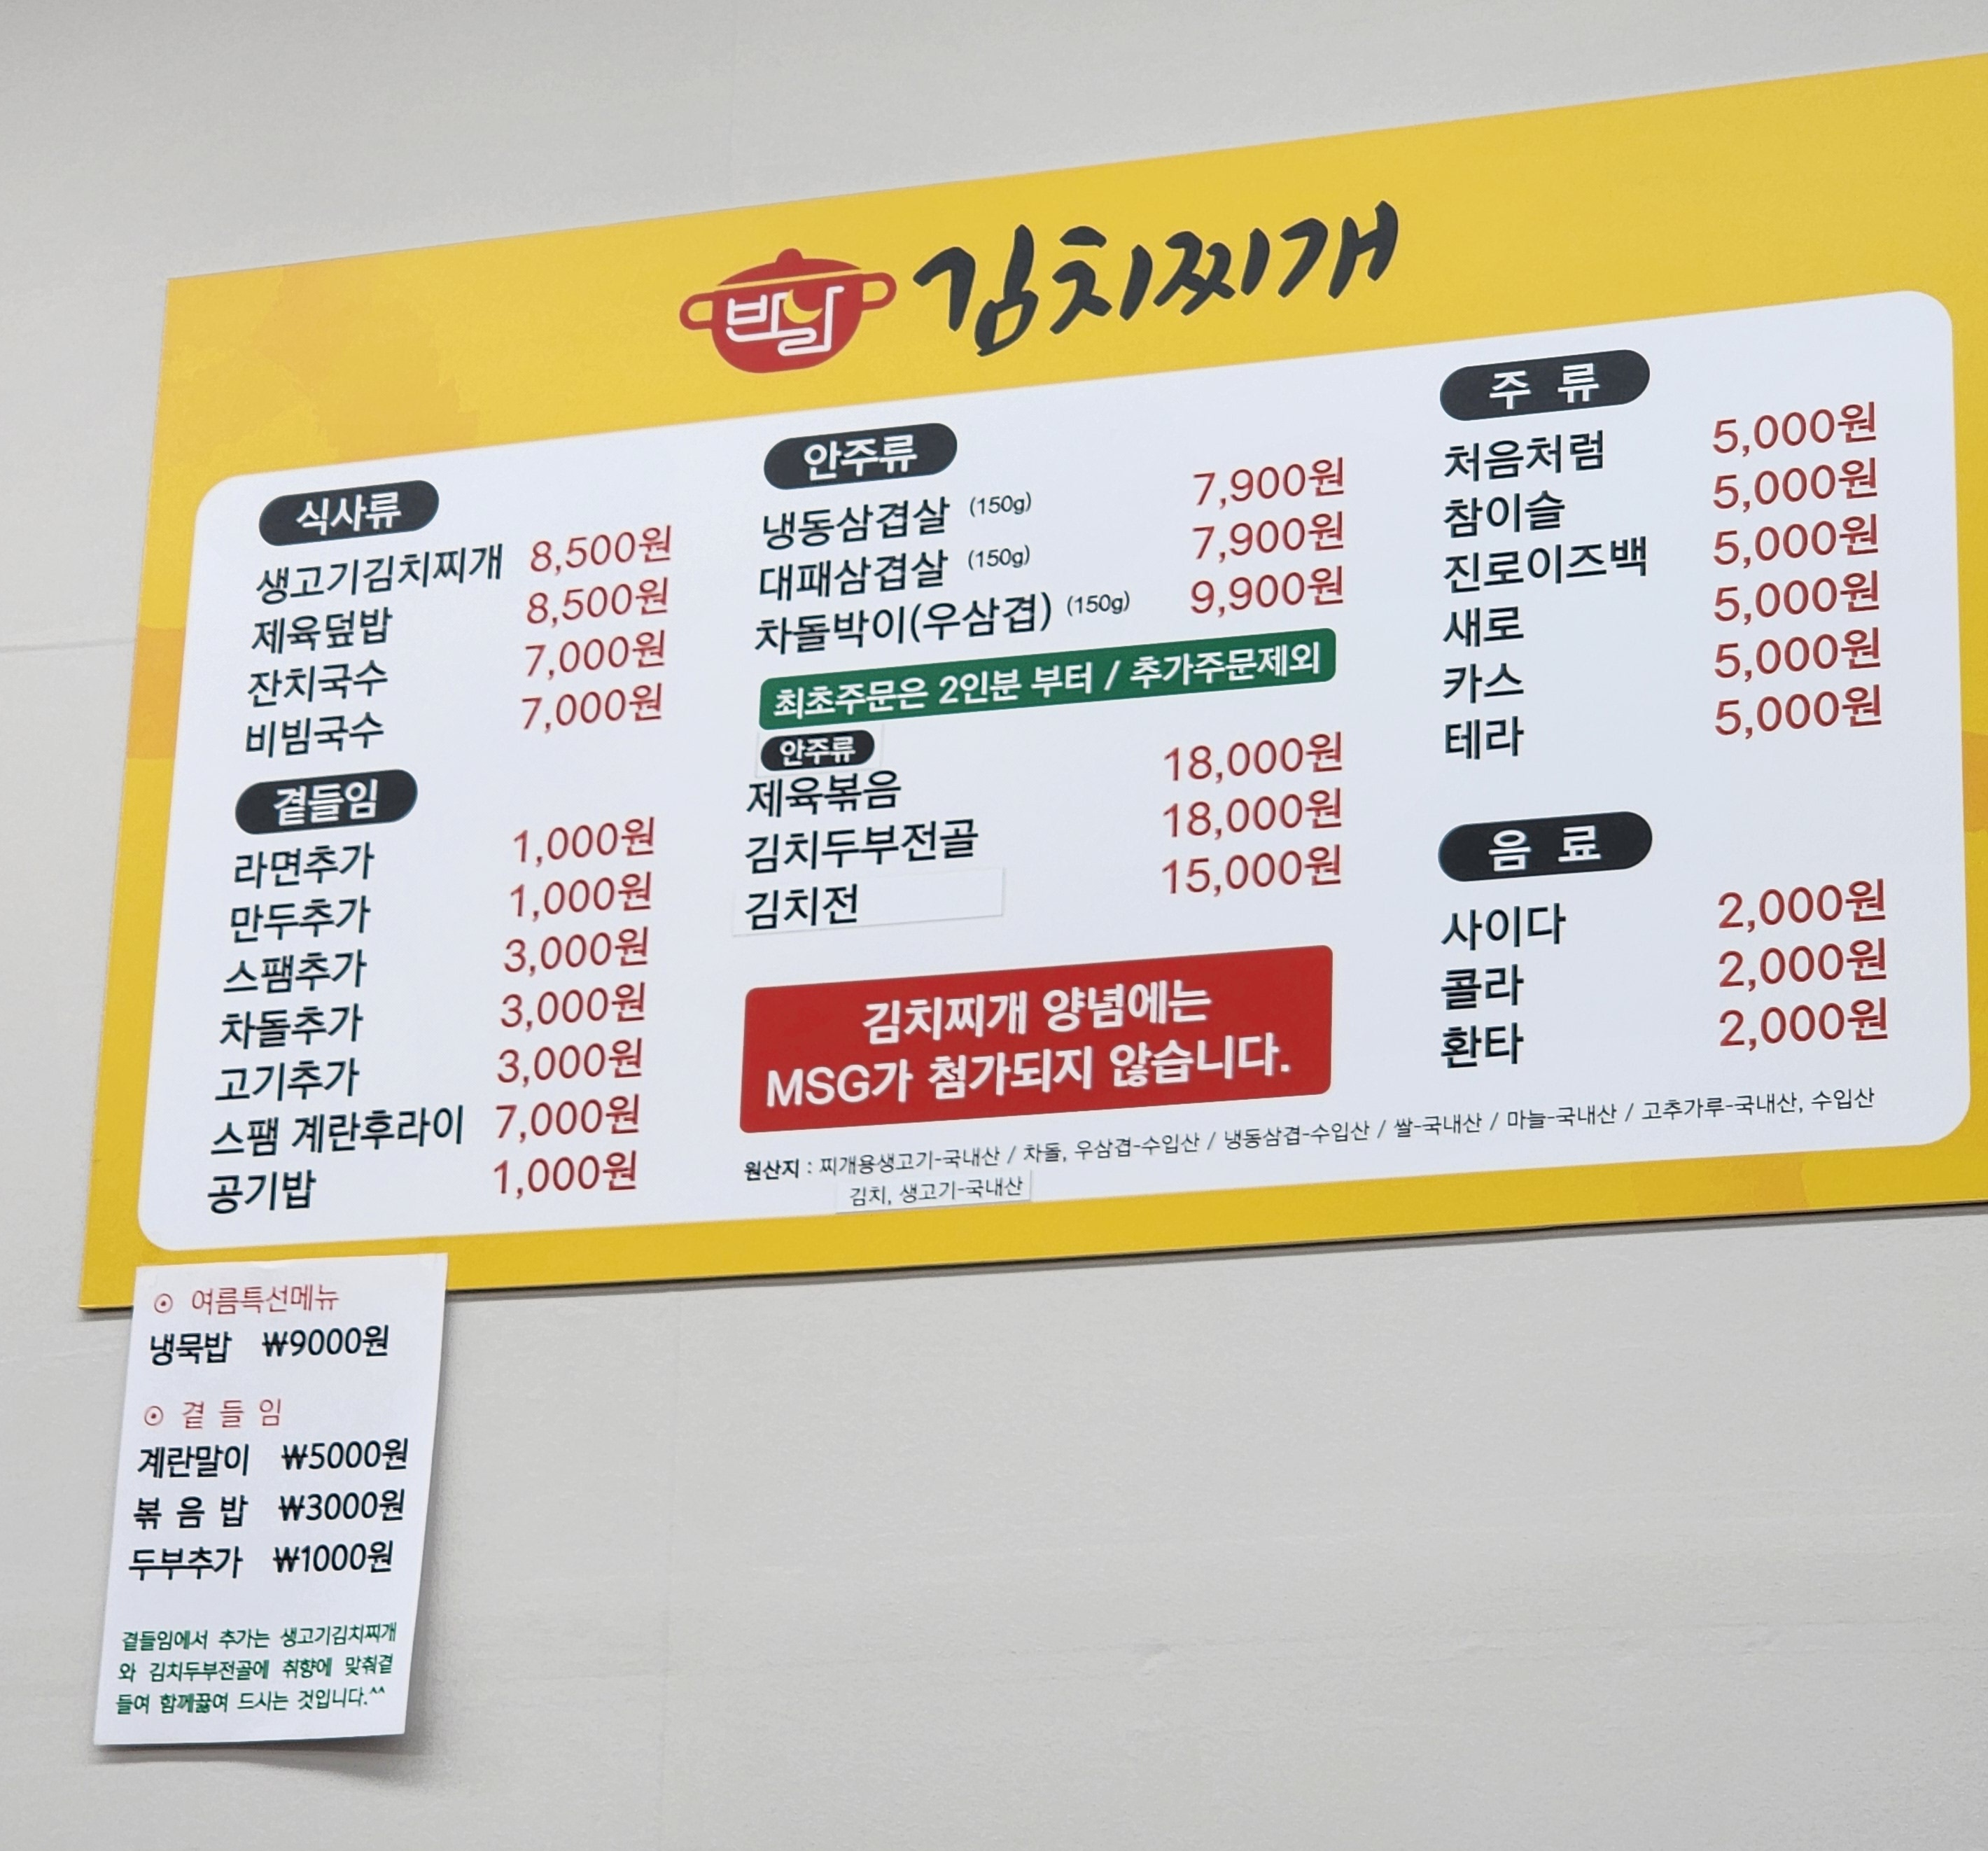 반달 김치찌개
식사류
생고기김치찌개 8,500원
제육덮밥 8,500원
잔치국수 7,000원
비빔국수 7,000원
곁들임
라면추가 1,000원
만두추가 1,000원
스팸추가 3,000원
차돌추가 3,000원
고기추가 3,000원
스팸 계란후라이 7,000원
공기밥 1,000원
안주류
냉동삼겹살 (150g) 7,900원
대패삼겹살 (150g) 7,900원
차돌박이(우삼겹) (150g) 9,900원
최초주문은 2인분 부터 / 추가주문제외
안주류
제육볶음 18,000원
김치두부전골 18,000원
김치전 15,000원
김치찌개 양념에는
MSG가 첨가되지 않습니다.
주 류
처음처럼 5,000원
참이슬 5,000원
진로이즈백 5,000원
새로 5,000원
카스 5,000원
테라 5,000원
음 료
사이다 2,000원
콜라 2,000원
환타 2,000원
원산지 : 찌개용생고기-국내산 / 차돌, 우삼겹-수입산 / 냉동삼겹-수입산 / 쌀-국내산 / 마늘-국내산 / 고추가루-국내산, 수입산
김치, 생고기-국내산
⊙ 여름특선메뉴
냉묵밥 ₩9000원
⊙ 곁 들 임
계란말이 ₩5000원
볶 음 밥 ₩3000원
두부추가 ₩1000원
곁들임에서 추가는 생고기김치찌개
와 김치두부전골에 취향에 맞춰곁
들여 함께끓여 드시는 것입니다.^^